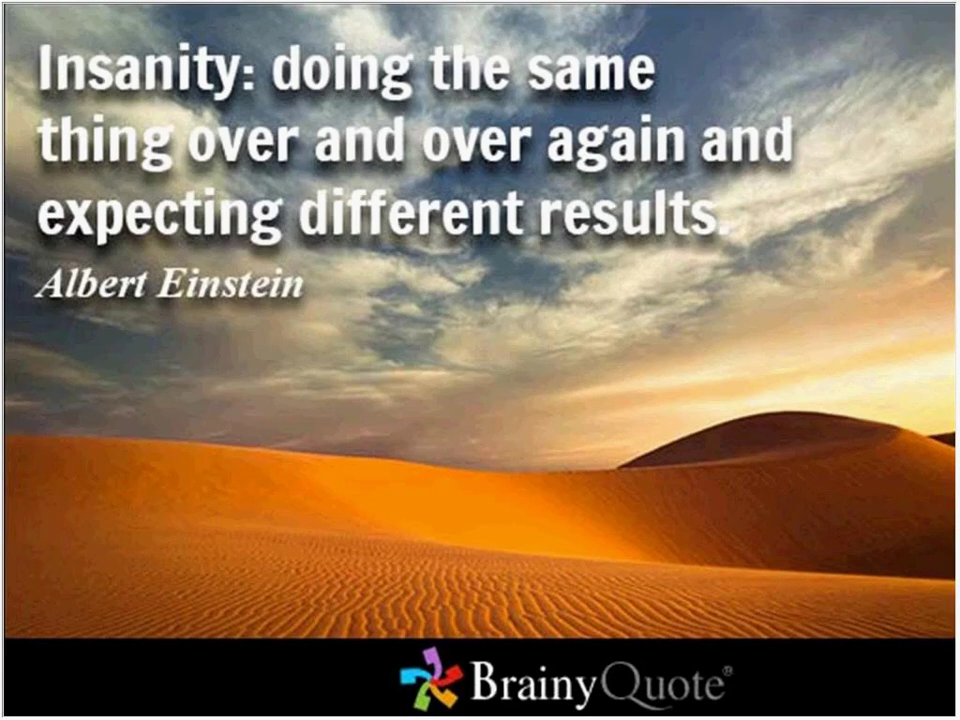 Insanity: doing the same
thing over and over again and
expecting different results.
Albert Einstein
BrainyQuote®